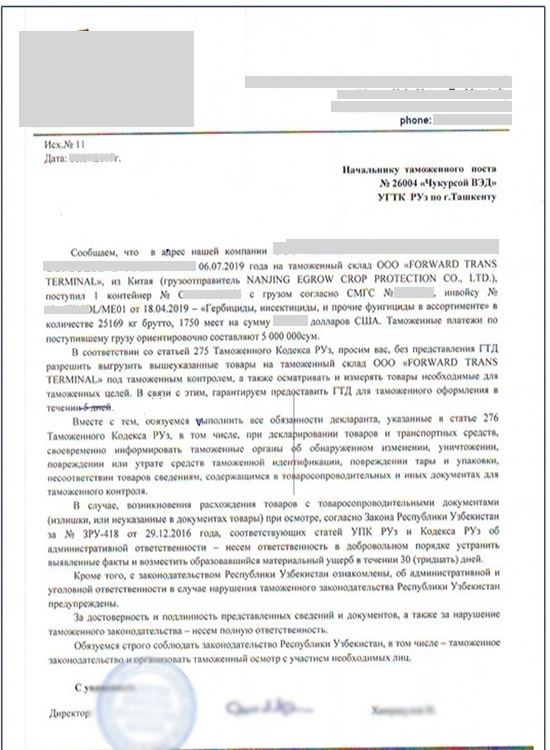 phone:
Исх.№ 11
Дата: г.
Начальнику таможенного поста
№ 26004 «Чукурсой ВЭД»
УГТК РУз по г.Ташкенту
Сообщаем, что в адрес нашей компании
06.07.2019 года на таможенный склад ООО «FORWARD TRANS
TERMINAL», из Китая (грузоотправитель NANJING EGROW CROP PROTECTION CO., LTD.),
поступил 1 контейнер № С с грузом согласно СМГС № , инвойсу №
OL/ME01 от 18.04.2019 – «Гербициды, инсектициды, и прочие фунгициды в ассортименте» в
количестве 25169 кг брутто, 1750 мест на сумму долларов США. Таможенные платежи по
поступившему грузу ориентировочно составляют 5 000 000сум.
В соответствии со статьей 275 Таможенного Кодекса РУз, просим вас, без представления ГТД
разрешить выгрузить вышеуказанные товары на таможенный склад ООО «FORWARD TRANS
TERMINAL» под таможенным контролем, а также осматривать и измерять товары необходимые для
таможенных целей. В связи с этим, гарантируем предоставить ГТД для таможенного оформления в
течении 5 дней.
Вместе с тем, обязуемся выполнить все обязанности декларанта, указанные в статье 276
Таможенного Кодекса РУз, в том числе, при декларировании товаров и транспортных средств,
своевременно информировать таможенные органы об обнаруженном изменении, уничтожении,
повреждении или утрате средств таможенной идентификации, повреждении тары и упаковки,
несоответствии товаров сведениям, содержащимся в товаросопроводительных и иных документах для
таможенного контроля.
В случае, возникновения расхождения товаров с товаросопроводительными документами
(излишки, или неуказанные в документах товары) при осмотре, согласно Закона Республики Узбекистан
за № ЗРУ-418 от 29.12.2016 года, соответствующих статей УПК РУз и Кодекса РУз об
административной ответственности – несем ответственность в добровольном порядке устранить
выявленные факты и возместить образовавшийся материальный ущерб в течении 30 (тридцать) дней.
Кроме того, с законодательством Республики Узбекистан ознакомлены, об административной и
уголовной ответственности в случае нарушения таможенного законодательства Республики Узбекистан
предупреждены.
За достоверность и подлинность представленных сведений и документов, а также за нарушение
таможенного законодательства – несем полную ответственность.
Обязуемся строго соблюдать законодательство Республики Узбекистан, в том числе – таможенное
законодательство и организовать таможенный осмотр с участием необходимых лиц.
С
Директор